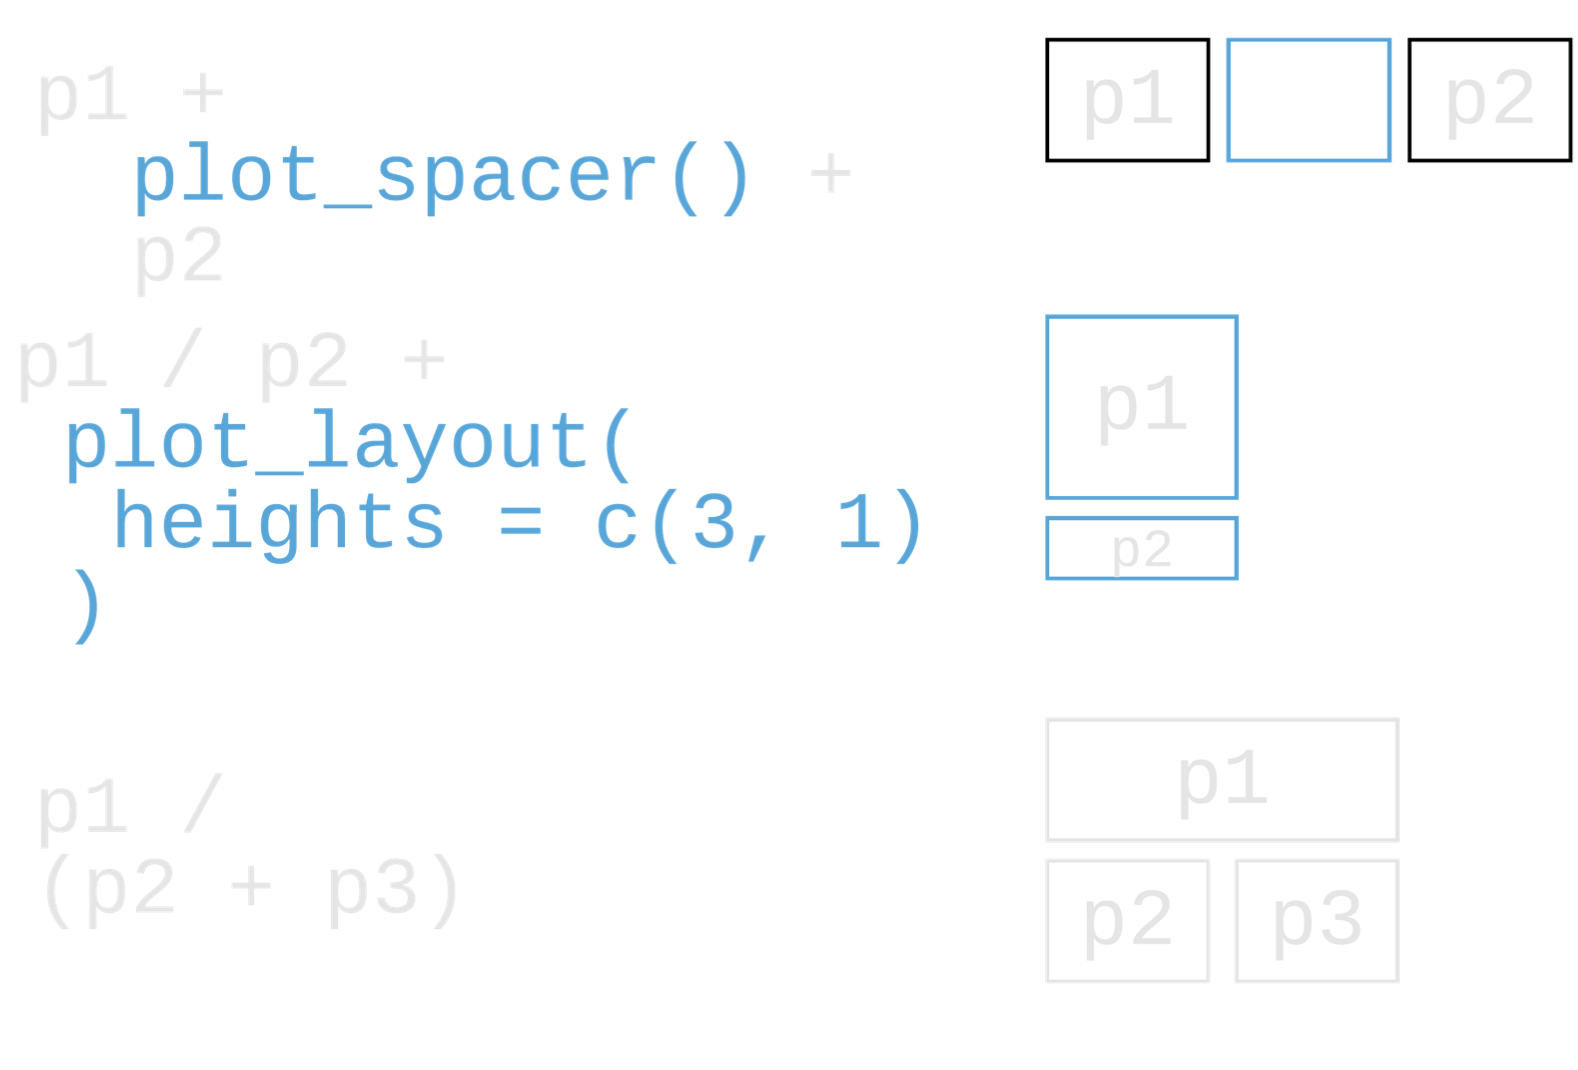 p1 +
plot_spacer() +
p2
p1 p2
p1 / p2 +
plot_layout(
heights = c(3, 1)
)
p1
p2
p1 /
(p2 + p3)
p1
p2 p3